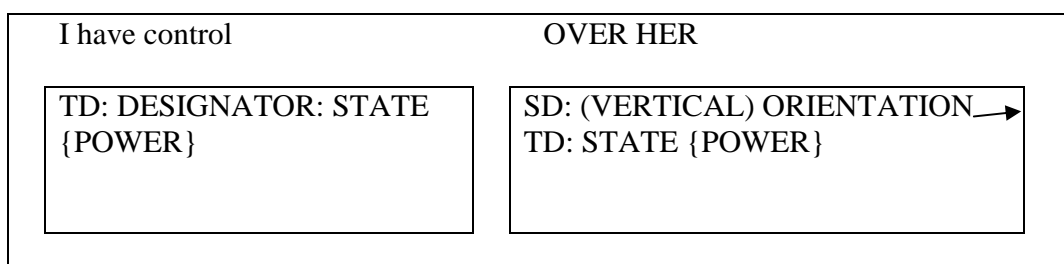 I have control
OVER HER
TD: DESIGNATOR: STATE
{POWER}
SD: (VERTICAL) ORIENTATION
TD: STATE {POWER}